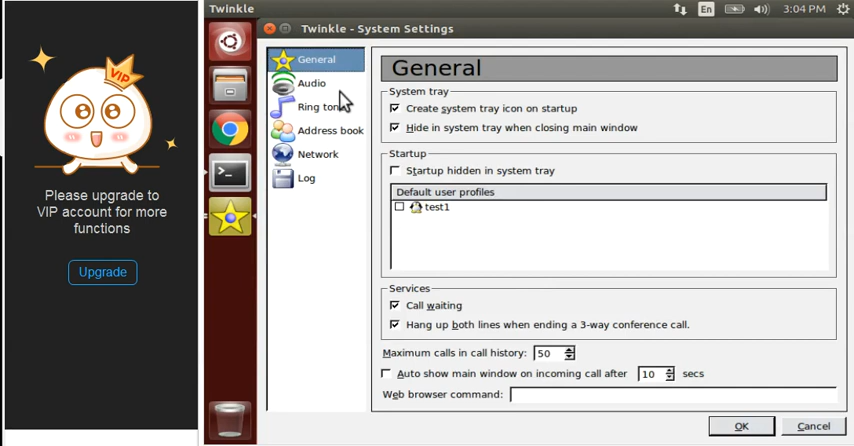 VIP
Please upgrade to
VIP account for more
functions
Upgrade
Twinkle
En
3:04 PM
Twinkle - System Settings
General
Audio
Ring ton
Address book
Network
Log
General
System tray
Create system tray icon on startup
Hide in system tray when closing main window
Startup
Startup hidden in system tray
Default user profiles
test1
Services
Call waiting
Hang up both lines when ending a 3-way conference call.
Maximum calls in call history: 50
Auto show main window on incoming call after 10 secs
Web browser command:
OK Cancel